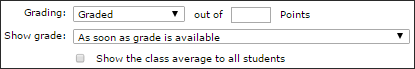 Grading: Graded out of Points
Show grade: As soon as grade is available
Show the class average to all students